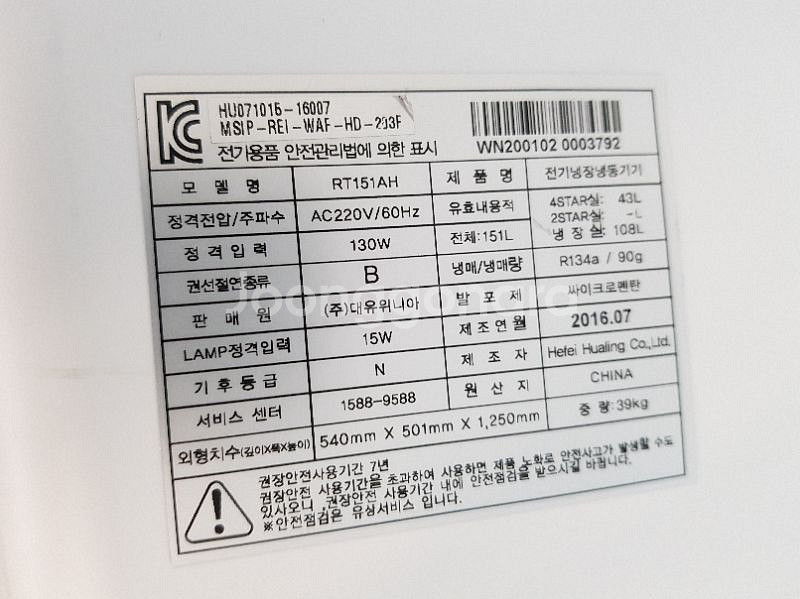 HU071015-16007
MSIP-REI-WAF-HD-203F
전기용품 안전관리법에 의한 표시
WN200102 0003792
모 델 명 RT151AH 제 품 명 전기냉장냉동기기
정격전압/주파수 AC220V/60Hz 유효내용적 4STAR실: 43L
2STAR실: -L
정 격 입 력 130W 전체:151L 냉 장 실: 108L
권선절연종류 B 냉매/냉매량 R134a / 90g
판 매 원 (주)대유위니아 발 포 제 싸이크로펜탄
LAMP정격입력 15W 제조연월 2016.07
기 후 등 급 N 제 조 자 Hefei Hualing Co.,Ltd.
서비스 센터 1588-9588 원 산 지 CHINA
외형치수(깊이X폭X높이) 540mm X 501mm X 1,250mm 중 량:39kg
권장안전사용기간 7년
권장안전 사용기간을 초과하여 사용하면 제품 노화로 안전사고가 발생할 수도
있사오니 ,권장안전 사용기간 내에 안전점검을 받으시길 바랍니다.
※안전점검은 유상서비스 입니다.
Joonggonara